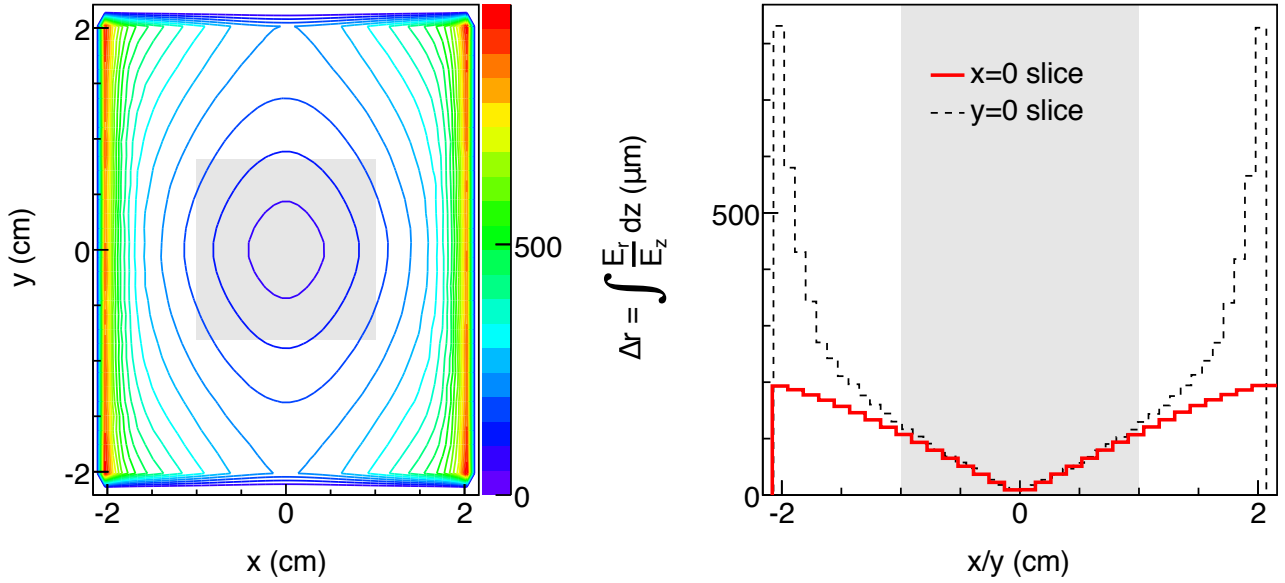 2
0
-2
y (cm)
-2
0
2
x (cm)
500
0
Δr = ∫ E_r/E_z dz (μm)
500
0
x=0 slice
y=0 slice
-2
0
2
x/y (cm)